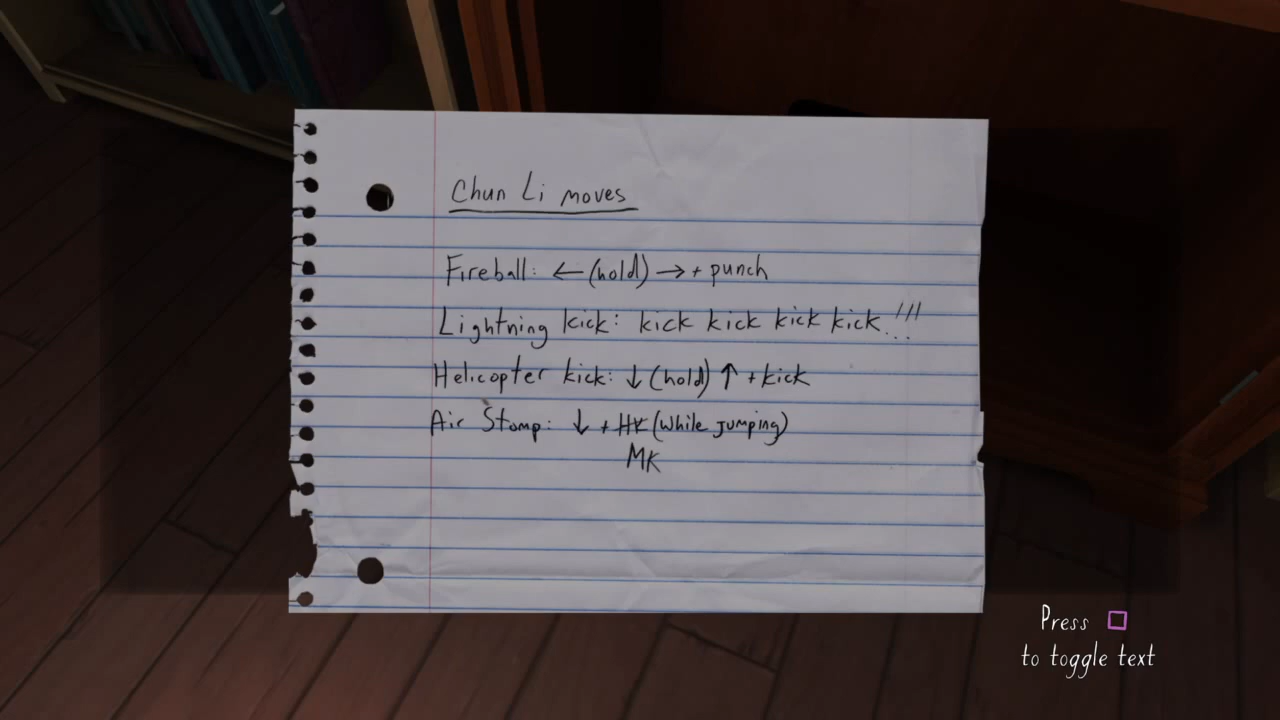 Chun Li moves
Fireball: ← (hold) → + punch
Lightning kick: kick kick kick kick!!!
Helicopter kick: ↓ (hold) ↑ + kick
Air Stomp: ↓ + HK (while jumping)
MK
Press □
to toggle text